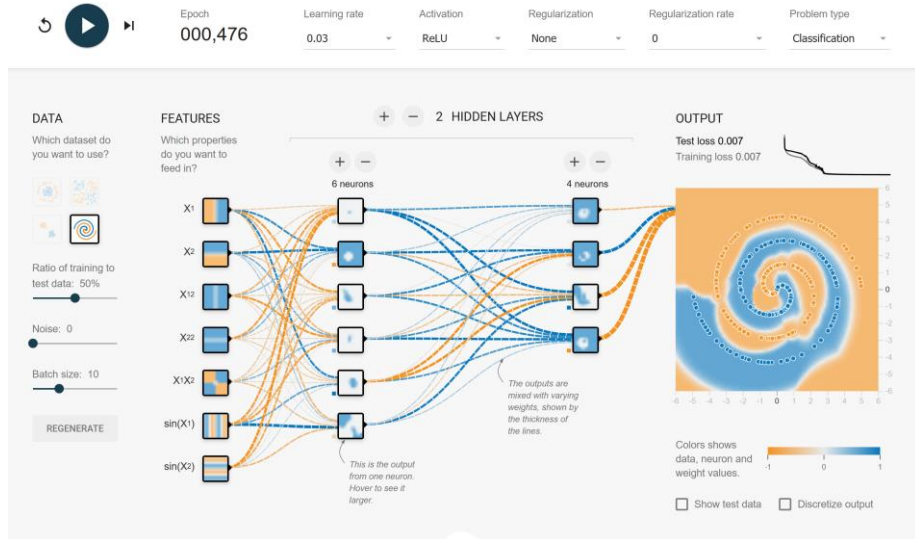 Epoch
000,476
Learning rate
0.03
Activation
ReLU
Regularization
None
Regularization rate
0
Problem type
Classification
DATA
Which dataset do
you want to use?
Ratio of training to
test data: 50%
Noise: 0
Batch size: 10
REGENERATE
FEATURES
Which properties
do you want to
feed in?
X1
X2
X12
X22
X1X2
sin(X1)
sin(X2)
+ − 2 HIDDEN LAYERS
+ −
6 neurons
+ −
4 neurons
This is the output
from one neuron.
Hover to see it
larger.
The outputs are
mixed with varying
weights, shown by
the thickness of
the lines.
OUTPUT
Test loss 0.007
Training loss 0.007
6
5
4
3
2
1
0
-1
-2
-3
-4
-5
-6
-6 -5 -4 -3 -2 -1 0 1 2 3 4 5 6
Colors shows
data, neuron and
weight values.
-1 0 1
Show test data
Discretize output